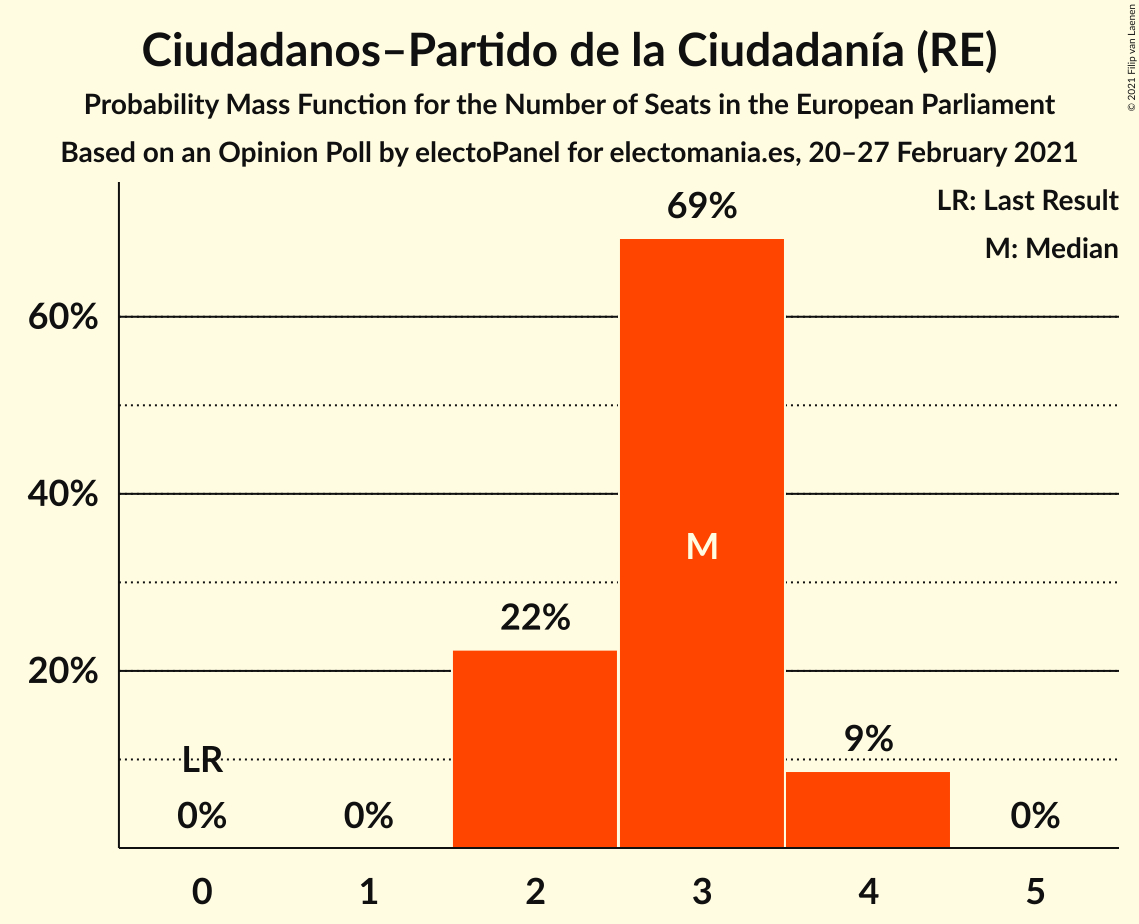 Ciudadanos–Partido de la Ciudadanía (RE)
Probability Mass Function for the Number of Seats in the European Parliament
Based on an Opinion Poll by electoPanel for electomania.es, 20–27 February 2021
© 2021 Filip van Laenen
LR: Last Result
M: Median
69%
60%
40%
M
22%
20%
9%
LR
0%
0%
0%
0
1
2
3
4
5